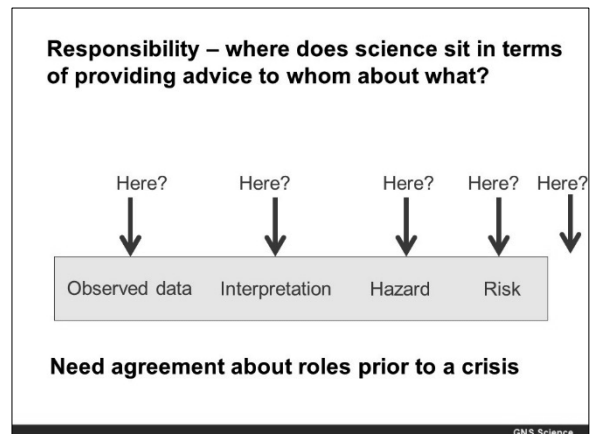 Responsibility – where does science sit in terms
of providing advice to whom about what?
Here? Here? Here? Here? Here?
Observed data Interpretation Hazard Risk
Need agreement about roles prior to a crisis
GNS Science